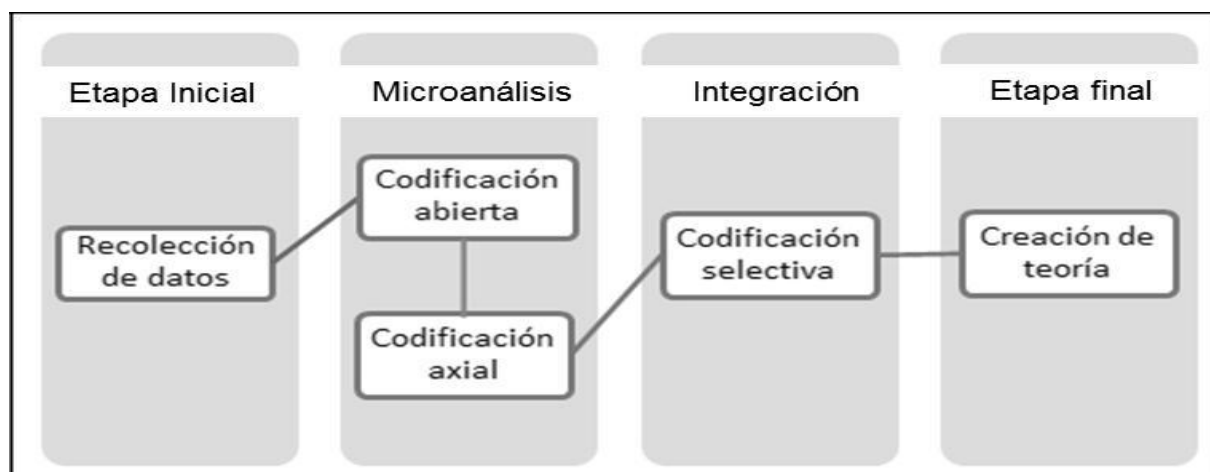 Etapa Inicial
Microanálisis
Integración
Etapa final
Recolección
de datos
Codificación
abierta
Codificación
axial
Codificación
selectiva
Creación de
teoría